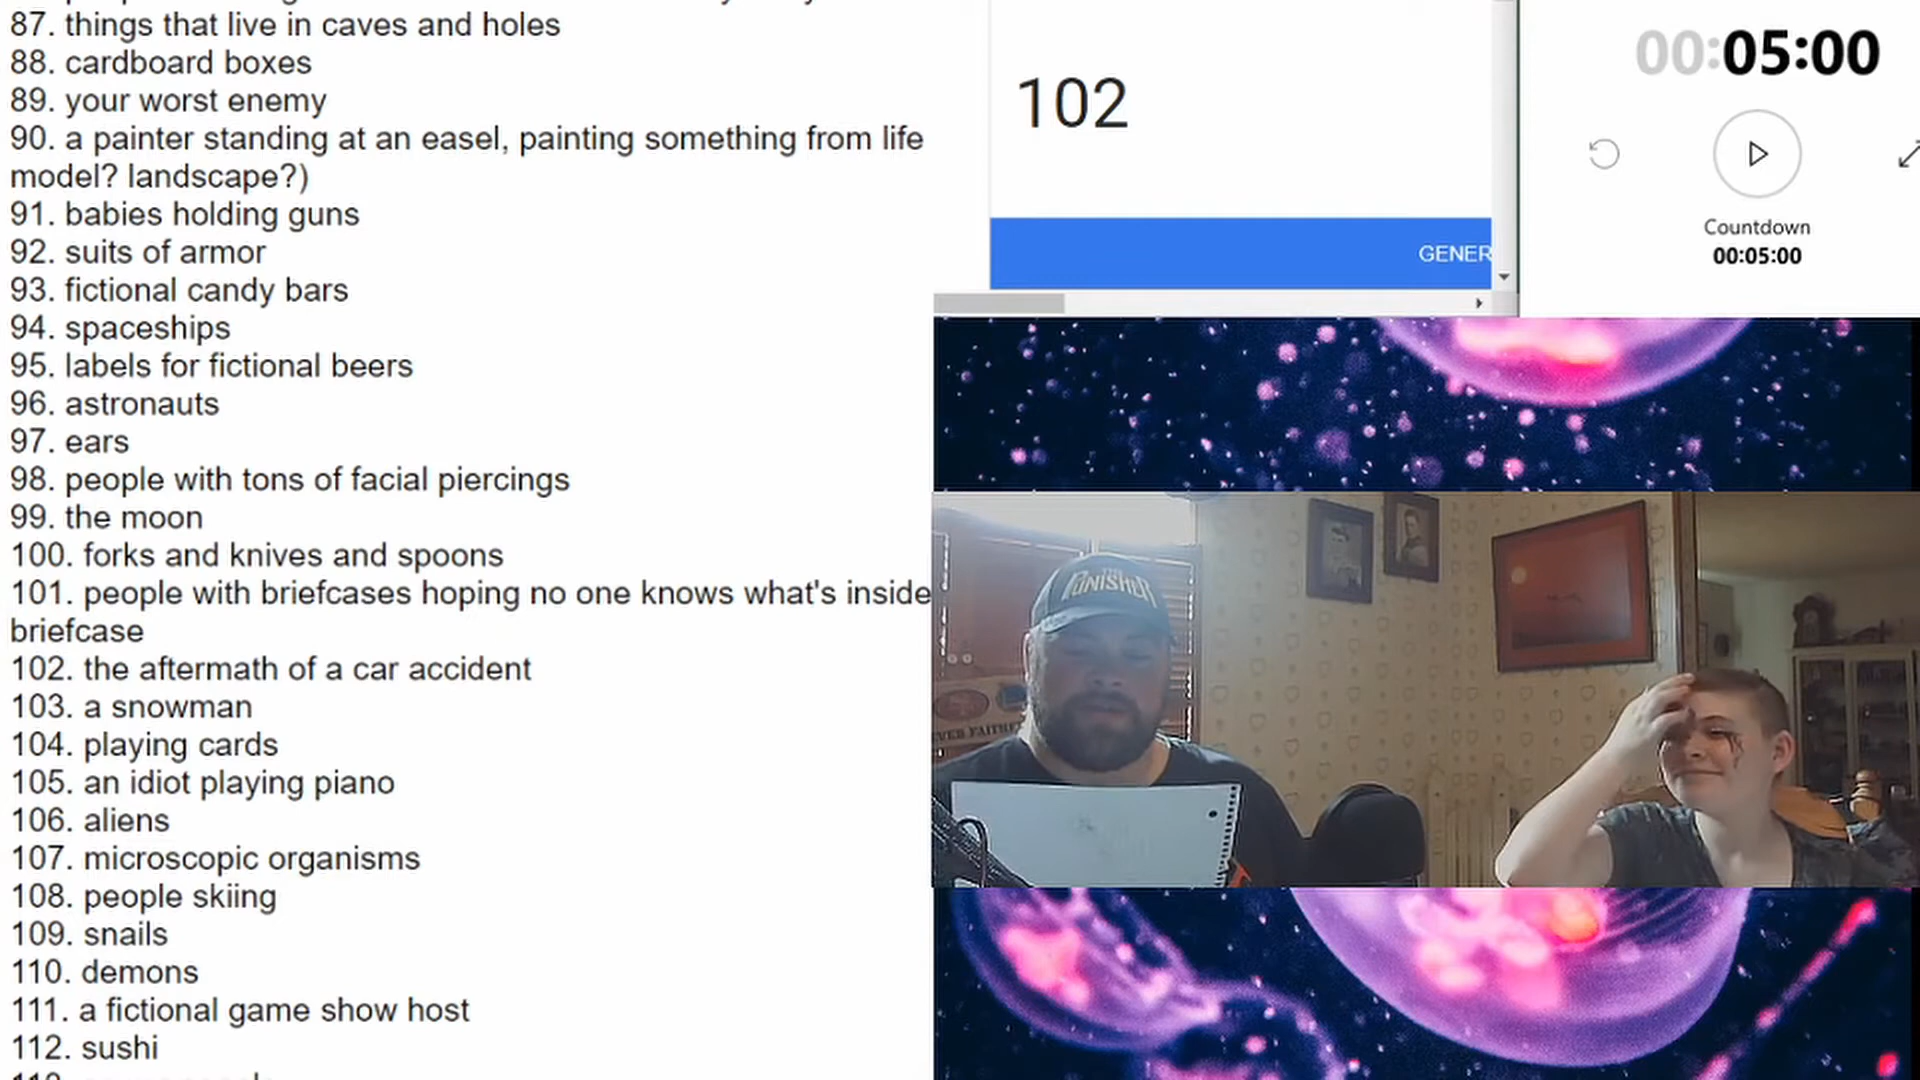 87. things that live in caves and holes
88. cardboard boxes
89. your worst enemy
90. a painter standing at an easel, painting something from life
model? landscape?)
91. babies holding guns
92. suits of armor
93. fictional candy bars
94. spaceships
95. labels for fictional beers
96. astronauts
97. ears
98. people with tons of facial piercings
99. the moon
100. forks and knives and spoons
101. people with briefcases hoping no one knows what's inside
briefcase
102. the aftermath of a car accident
103. a snowman
104. playing cards
105. an idiot playing piano
106. aliens
107. microscopic organisms
108. people skiing
109. snails
110. demons
111. a fictional game show host
112. sushi
102
GENER
00:05:00
Countdown
00:05:00
THE
PUNISHER